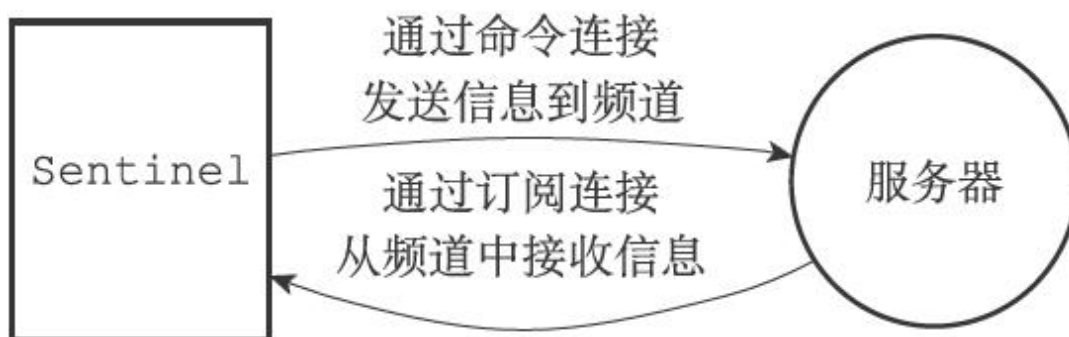 通过命令连接
发送信息到频道
Sentinel
服务器
通过订阅连接
从频道中接收信息